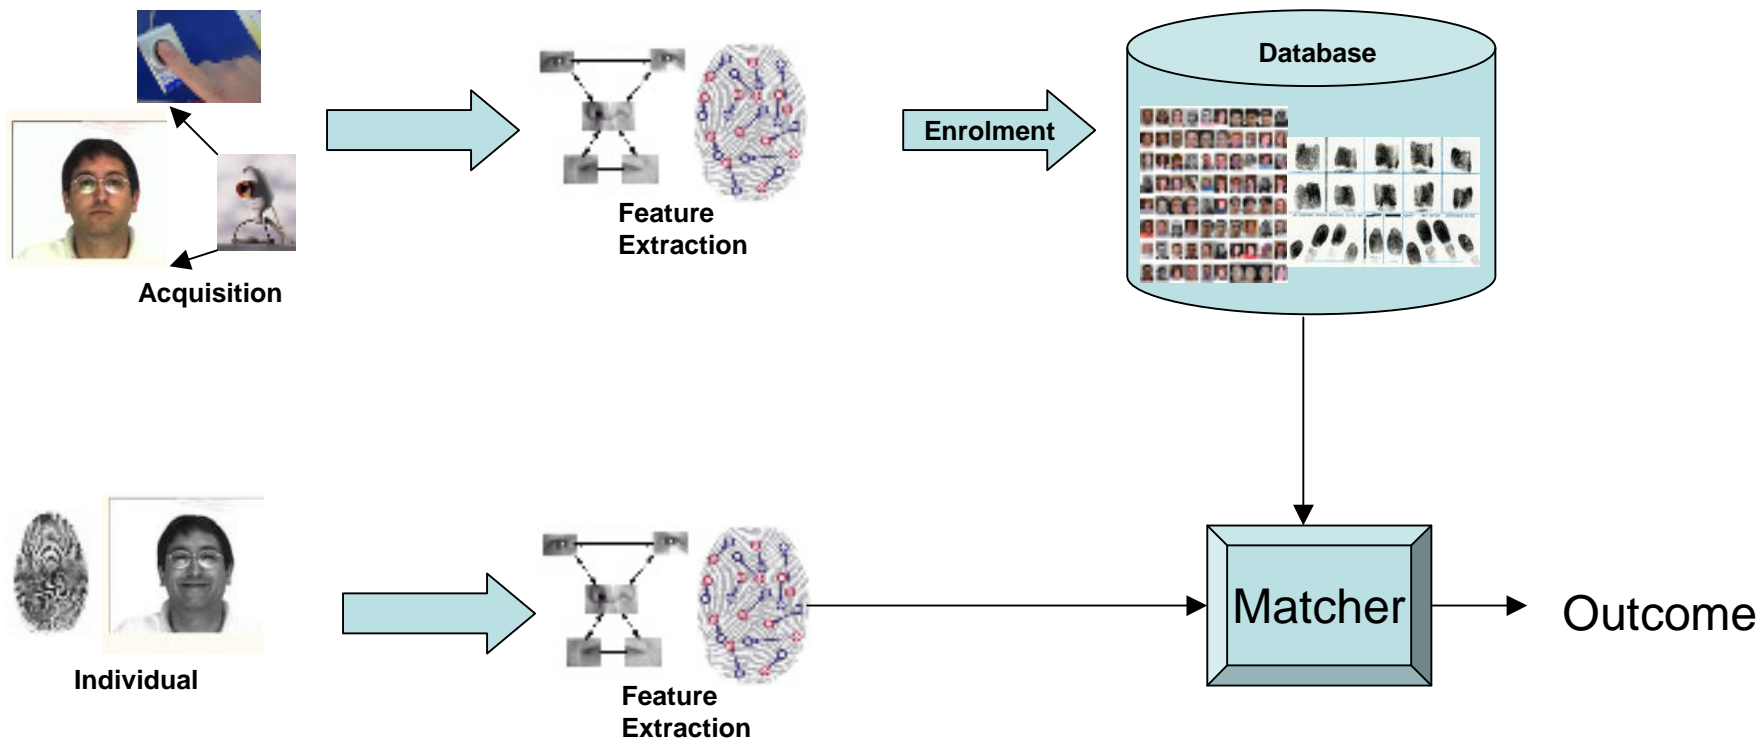 Database
Enrolment
Feature
Extraction
Acquisition
Matcher
Outcome
Individual
Feature
Extraction